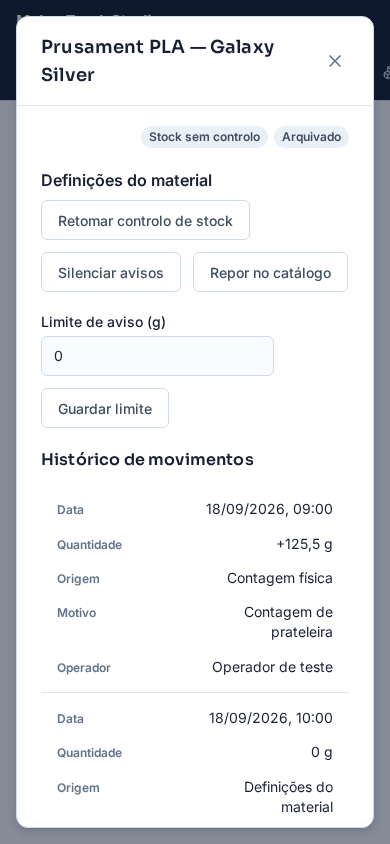 Prusament PLA — Galaxy
Silver
Stock sem controlo
Arquivado
Definições do material
Retomar controlo de stock
Silenciar avisos
Repor no catálogo
Limite de aviso (g)
0
Guardar limite
Histórico de movimentos
Data
18/09/2026, 09:00
Quantidade
+125,5 g
Origem
Contagem física
Motivo
Contagem de
prateleira
Operador
Operador de teste
Data
18/09/2026, 10:00
Quantidade
0 g
Origem
Definições do
material